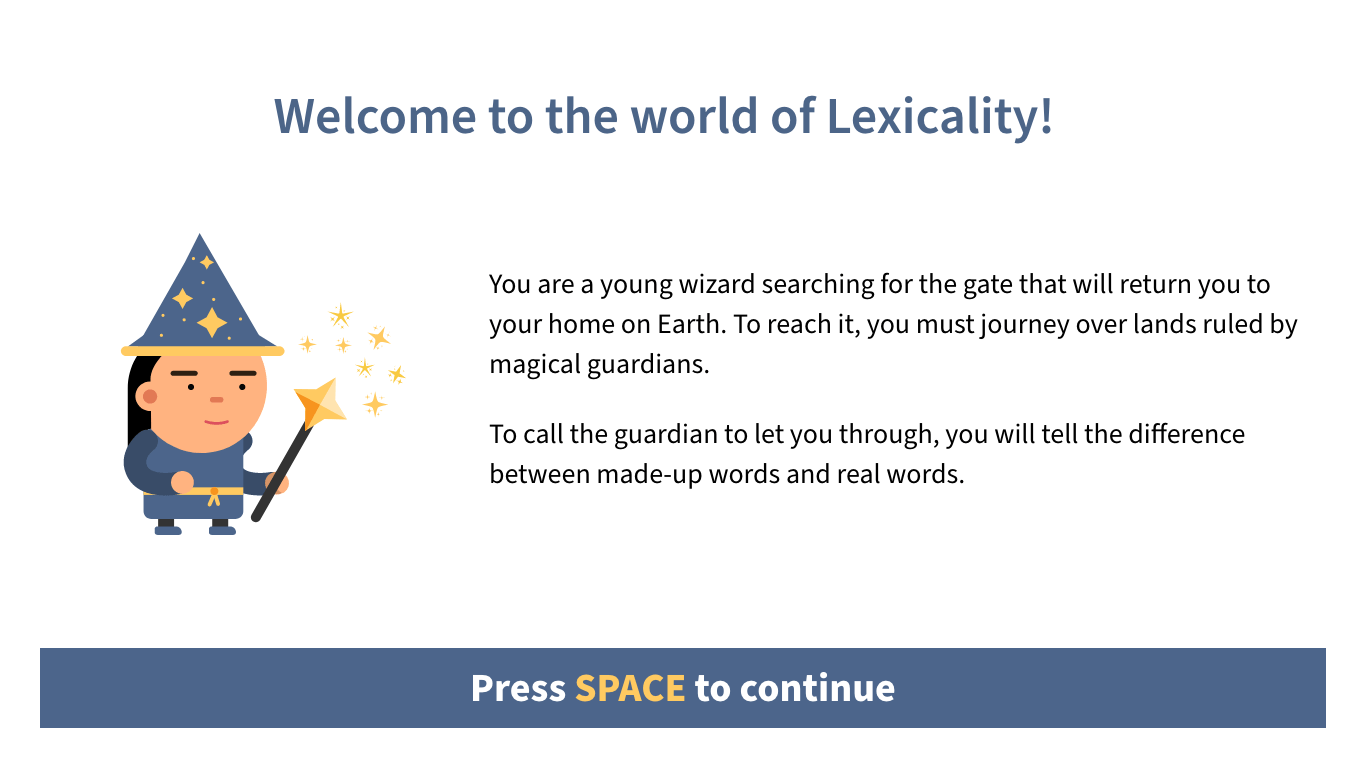 Welcome to the world of Lexicality!
You are a young wizard searching for the gate that will return you to
your home on Earth. To reach it, you must journey over lands ruled by
magical guardians.
To call the guardian to let you through, you will tell the difference
between made-up words and real words.
Press SPACE to continue